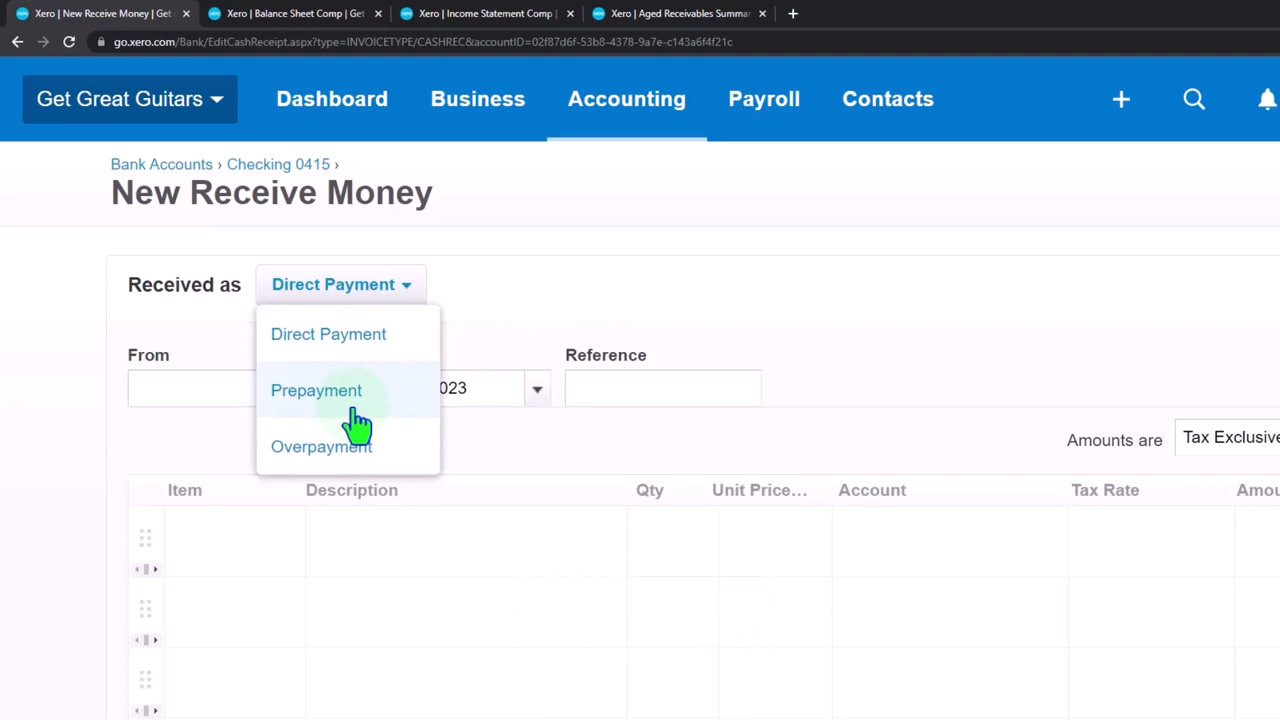 Xero | New Receive Money | Get
Xero | Balance Sheet Comp | Get
Xero | Income Statement Comp |
Xero | Aged Receivables Summar
go.xero.com/Bank/EditCashReceipt.aspx?type=INVOICETYPE/CASHREC&accountID=02f87d6f-53b8-4378-9a7e-c143a6f4f21c
Get Great Guitars
Dashboard
Business
Accounting
Payroll
Contacts
Bank Accounts › Checking 0415 ›
New Receive Money
Received as
Direct Payment
Direct Payment
Prepayment
Overpayment
From
023
Reference
Amounts are
Tax Exclusive
Item
Description
Qty
Unit Price…
Account
Tax Rate
Amou